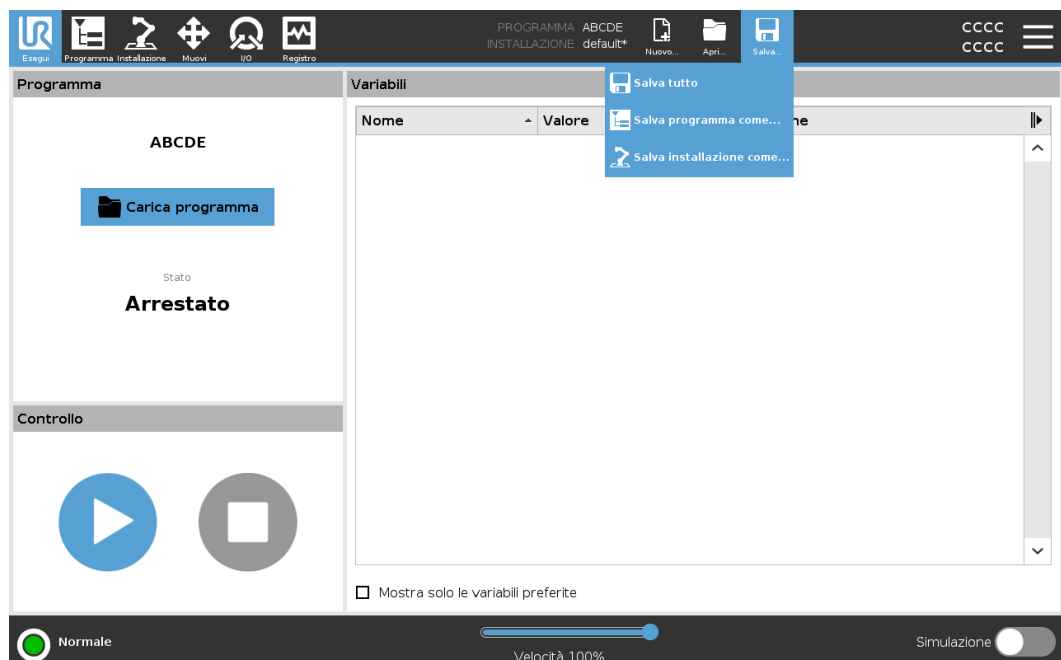 PROGRAMMA ABCDE
INSTALLAZIONE default*
Esegui Programma Installazione Muovi I/O Registro
Nuovo... Apri... Salva...
CCCC
CCCC
Salva tutto
Salva programma come...
Salva installazione come...
Programma
ABCDE
Carica programma
Stato
Arrestato
Controllo
Variabili
Nome Valore
Mostra solo le variabili preferite
Normale
Velocità 100%
Simulazione